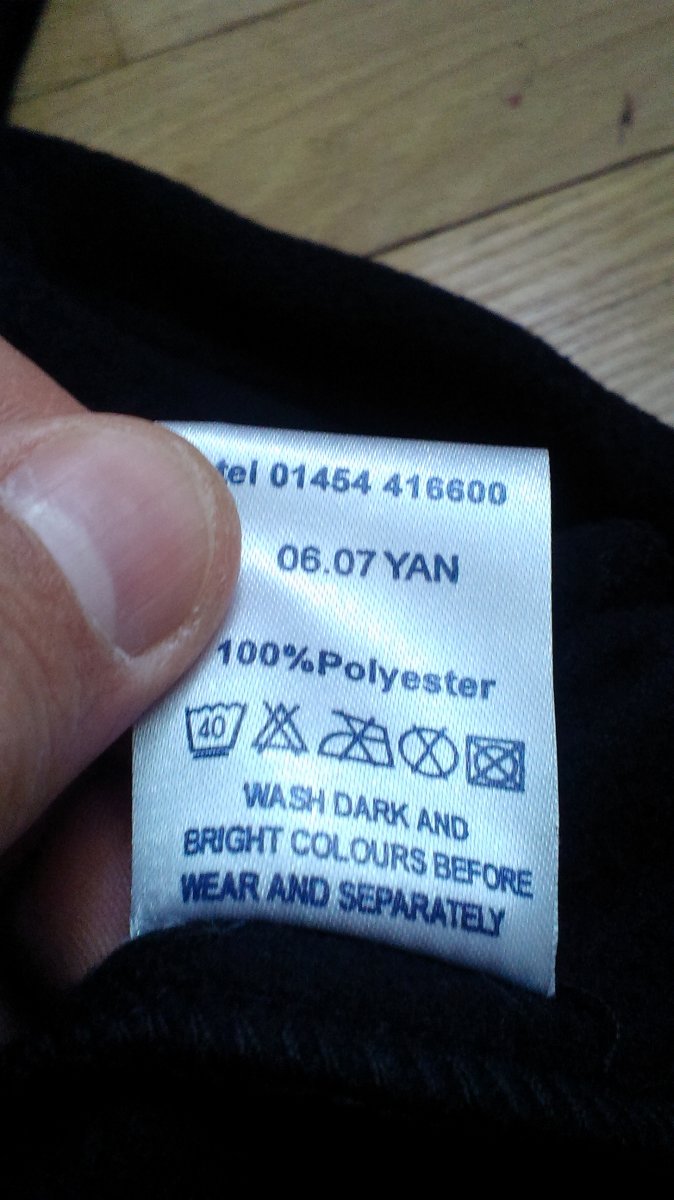 tel 01454 416600
06.07 YAN
100%Polyester
40
WASH DARK AND
BRIGHT COLOURS BEFORE
WEAR AND SEPARATELY